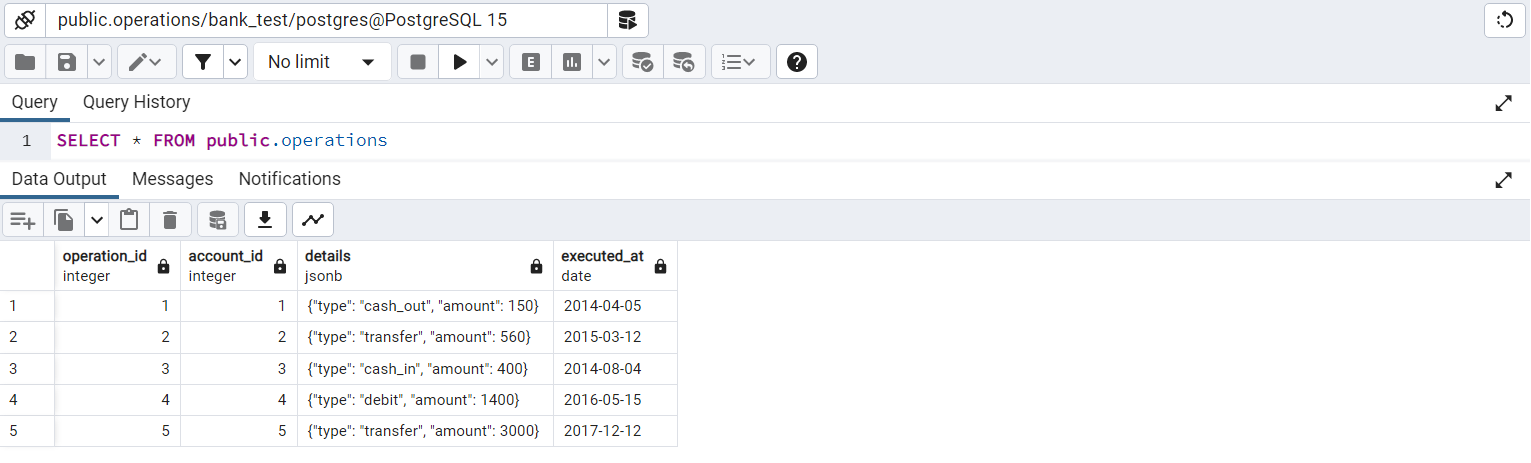 public.operations/bank_test/postgres@PostgreSQL 15
No limit
E
Query Query History
1 SELECT * FROM public.operations
Data Output Messages Notifications
operation_id account_id details executed_at
integer integer jsonb date
1 1 1 {"type": "cash_out", "amount": 150} 2014-04-05
2 2 2 {"type": "transfer", "amount": 560} 2015-03-12
3 3 3 {"type": "cash_in", "amount": 400} 2014-08-04
4 4 4 {"type": "debit", "amount": 1400} 2016-05-15
5 5 5 {"type": "transfer", "amount": 3000} 2017-12-12